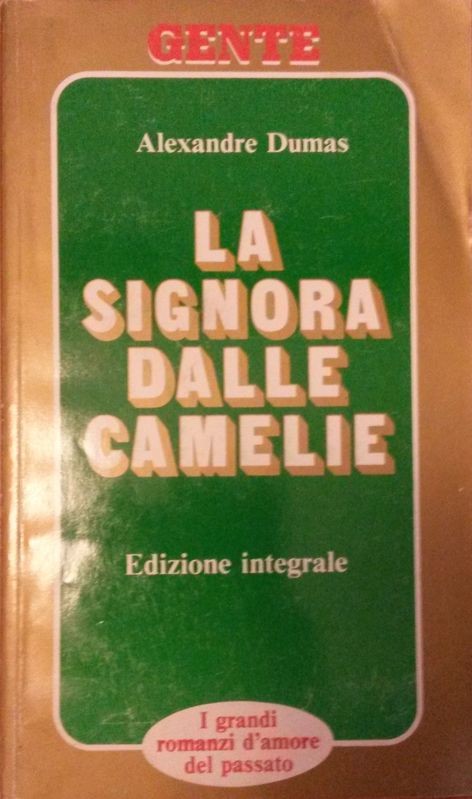 GENTE
Alexandre Dumas
LA
SIGNORA
DALLE
CAMELIE
Edizione integrale
I grandi
romanzi d'amore
del passato